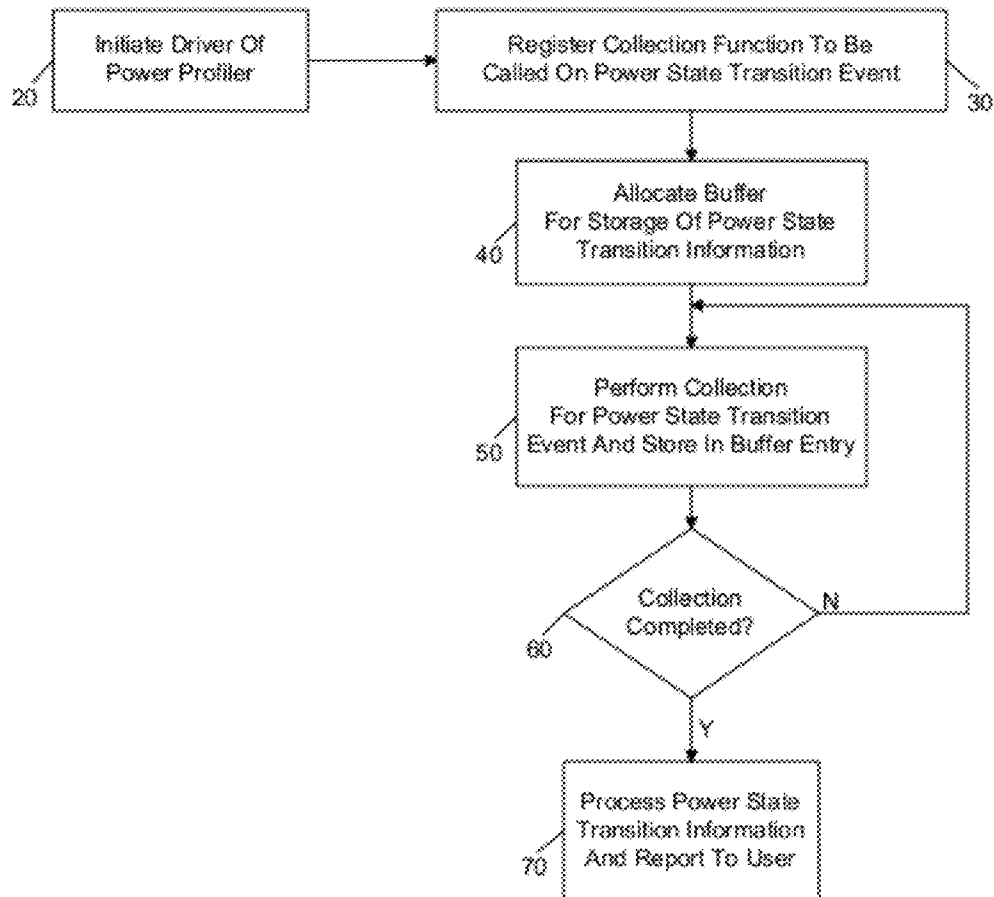 Initiate Driver Of
Power Profiler
20
Register Collection Function To Be
Called On Power State Transition Event
30
Allocate Buffer
For Storage Of Power State
Transition Information
40
Perform Collection
For Power State Transition
Event And Store In Buffer Entry
50
Collection
Completed?
N
60
Y
Process Power State
Transition Information
And Report To User
70